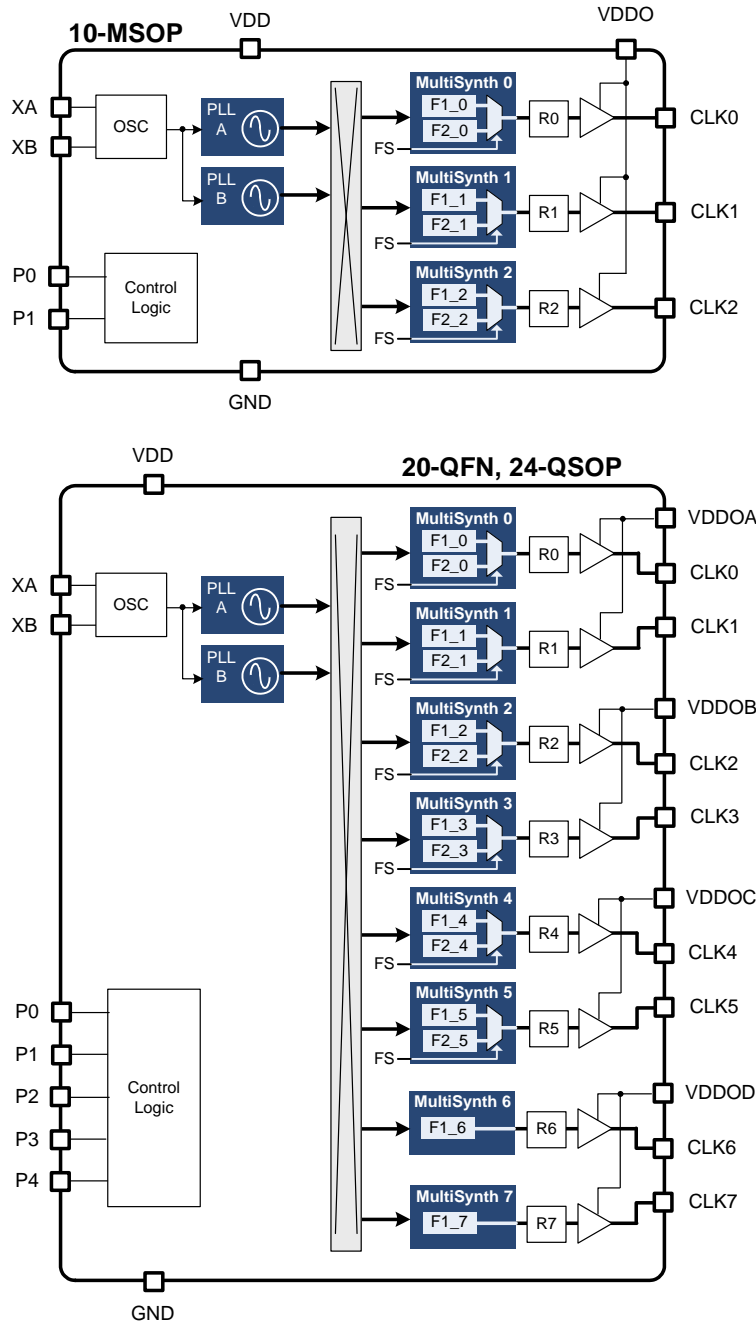 10-MSOP
VDD
VDDO
XA
XB
OSC
PLL
A
PLL
B
MultiSynth 0
F1_0
F2_0
FS
R0
CLK0
MultiSynth 1
F1_1
F2_1
FS
R1
CLK1
MultiSynth 2
F1_2
F2_2
FS
R2
CLK2
P0
P1
Control
Logic
GND
VDD
20-QFN, 24-QSOP
XA
XB
OSC
PLL
A
PLL
B
MultiSynth 0
F1_0
F2_0
FS
R0
VDDOA
CLK0
MultiSynth 1
F1_1
F2_1
FS
R1
CLK1
MultiSynth 2
F1_2
F2_2
FS
R2
VDDOB
CLK2
MultiSynth 3
F1_3
F2_3
FS
R3
CLK3
MultiSynth 4
F1_4
F2_4
FS
R4
VDDOC
CLK4
MultiSynth 5
F1_5
F2_5
FS
R5
CLK5
MultiSynth 6
F1_6
R6
VDDOD
CLK6
MultiSynth 7
F1_7
R7
CLK7
P0
P1
P2
P3
P4
Control
Logic
GND